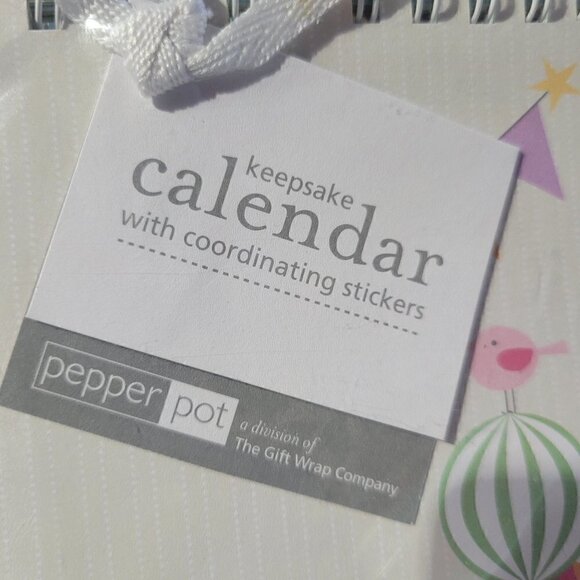 keepsake
calendar
with coordinating stickers
pepper pot
a division of
The Gift Wrap Company